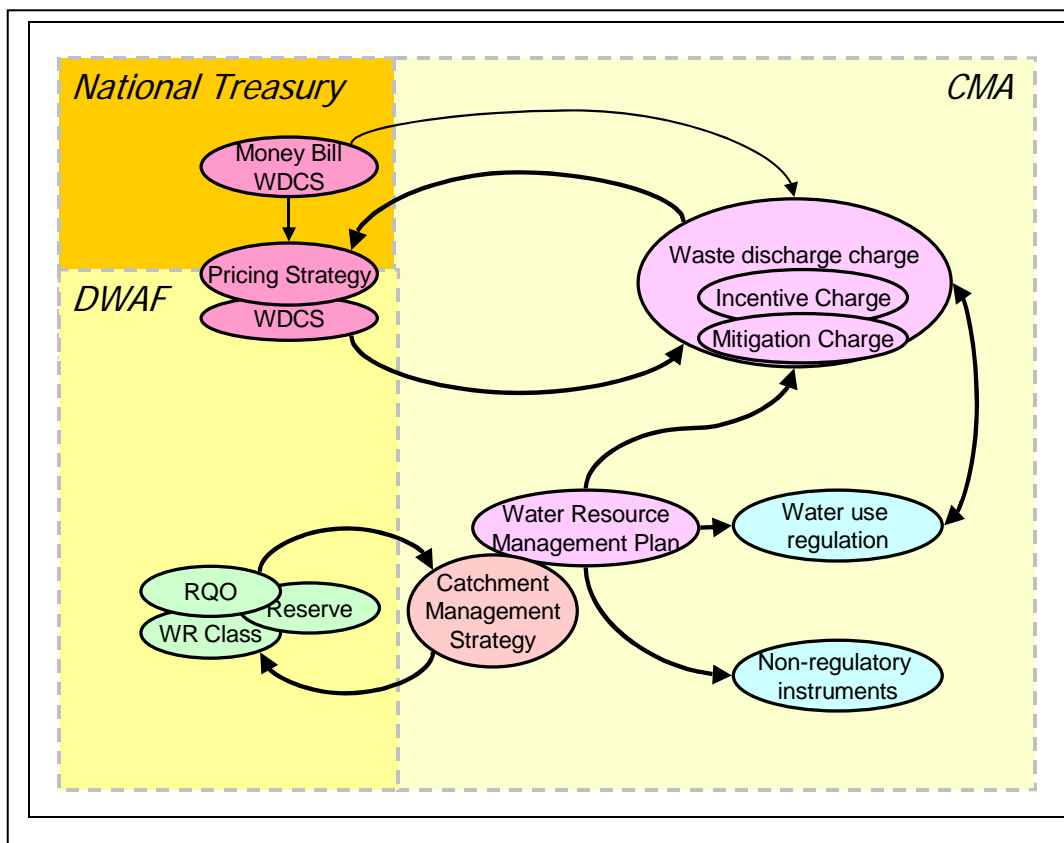 National Treasury
CMA
Money Bill
WDCS
Pricing Strategy
WDCS
DWAF
Waste discharge charge
Incentive Charge
Mitigation Charge
Water Resource
Management Plan
Water use
regulation
Catchment
Management
Strategy
RQO
Reserve
WR Class
Non-regulatory
instruments